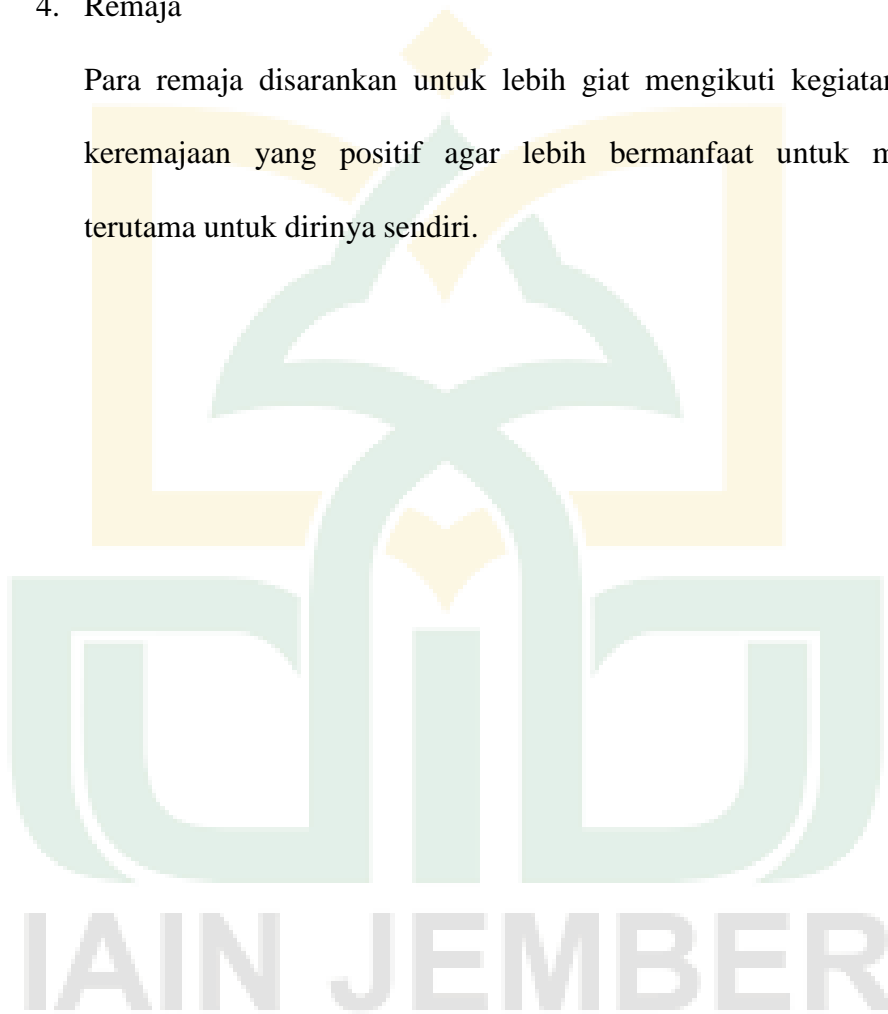 4. Remaja
Para remaja disarankan untuk lebih giat mengikuti kegiatan
keremajaan yang positif agar lebih bermanfaat untuk
terutama untuk dirinya sendiri.
IAIN JEMBER